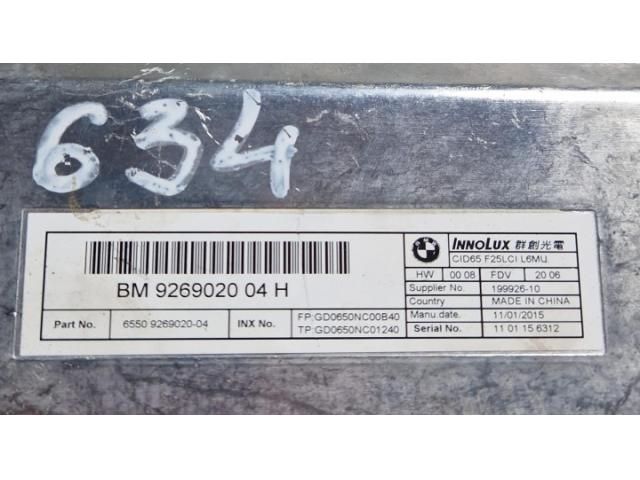 634
BM 9269020 04 H
Part No. 6550 9269020-04 INX No. FP:GD0650NC00B40
TP:GD0650NC01240
BMW INNOLUX 群創光電
CID65 F25LCI L6MU
HW 00 08 FDV 20 06
Supplier No. 199926-10
Country MADE IN CHINA
Manu.date. 11/01/2015
Serial No. 11 01 15 6312